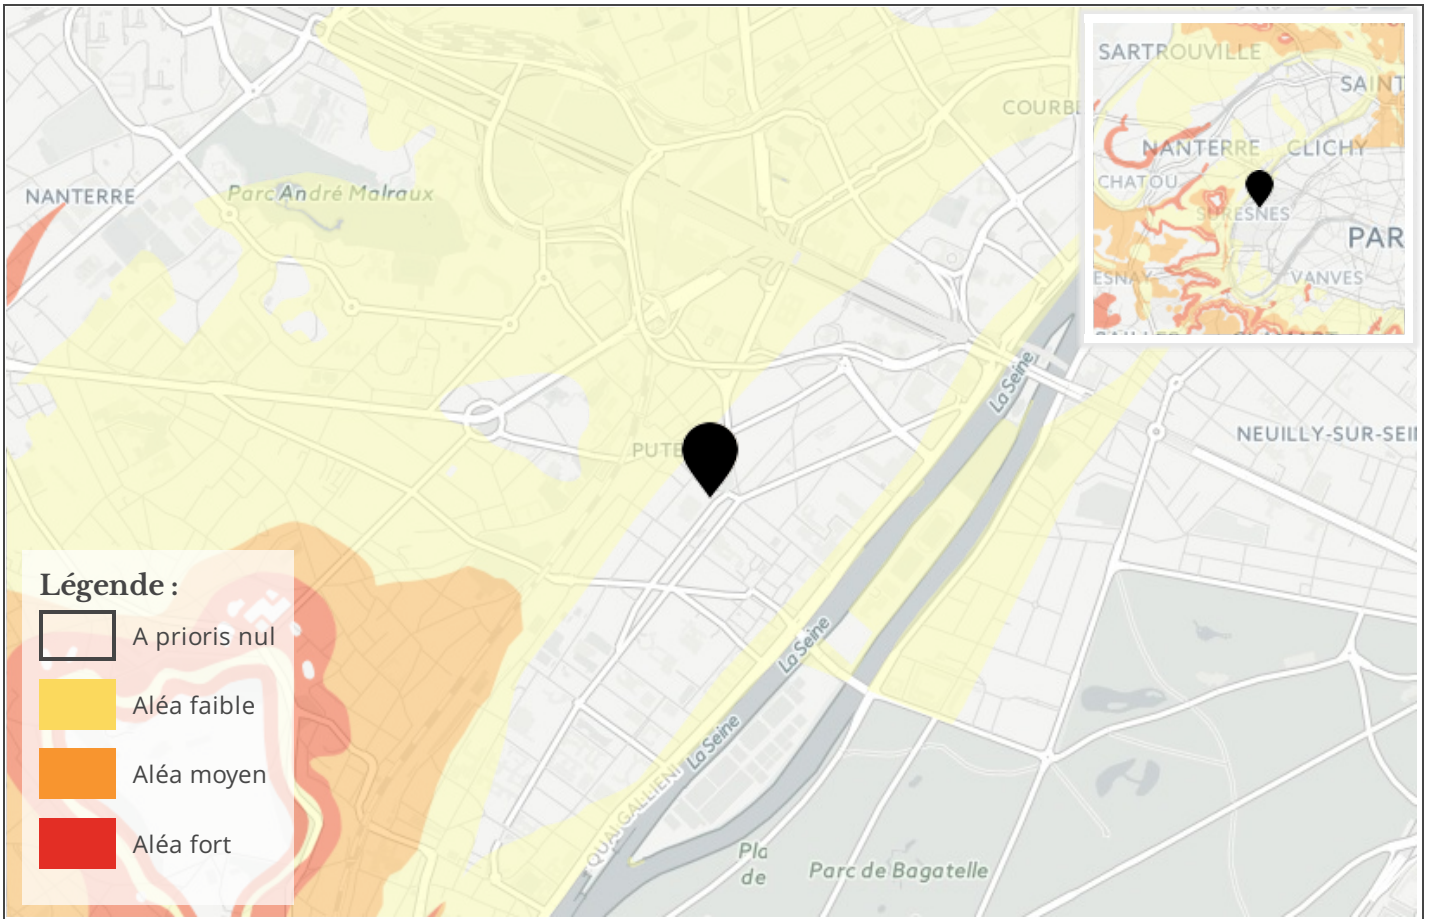 COURBE
NANTERRE
Parc André Malraux
La Seine
PUTE
NEUILLY-SUR-SEI
La Seine
La Seine
QUAI GALLIENI
Pla
de
Parc de Bagatelle
SARTROUVILLE
SAINT
NANTERRE
CLICHY
CHATOU
SURESNES
PAR
ESNAY
VANVES
Légende :
A prioris nul
Aléa faible
Aléa moyen
Aléa fort